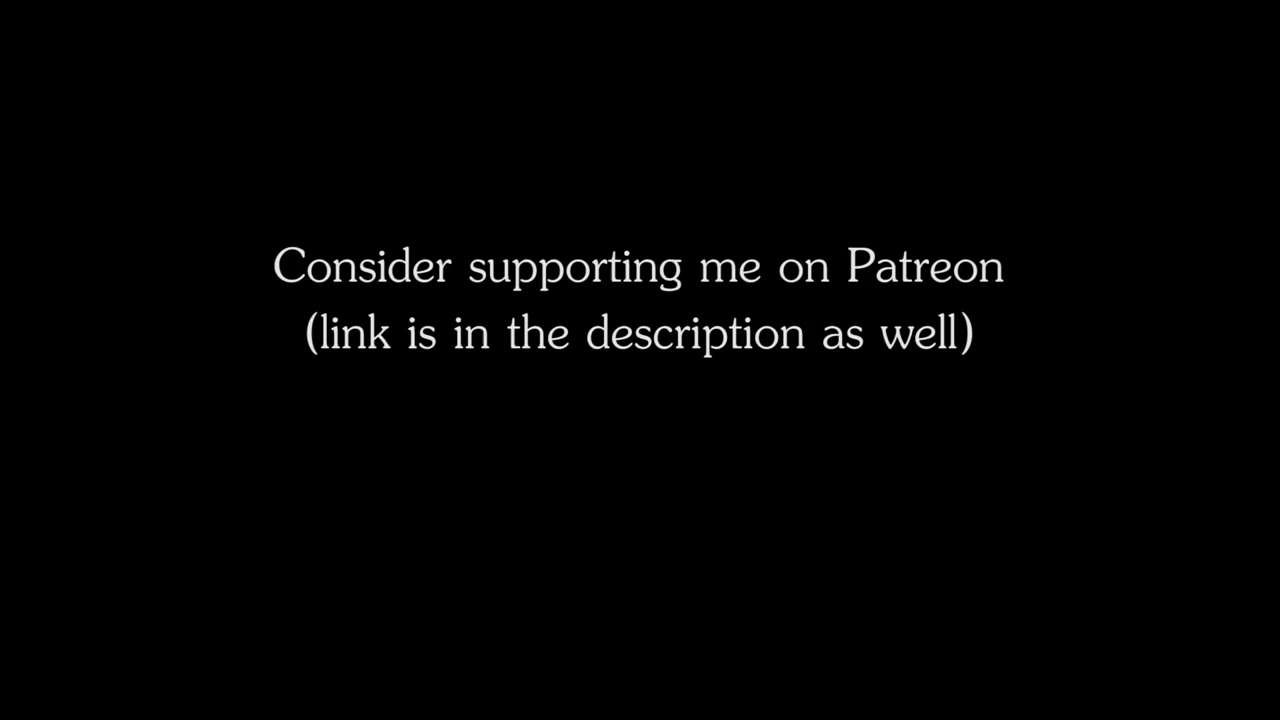 Consider supporting me on Patreon
(link is in the description as well)